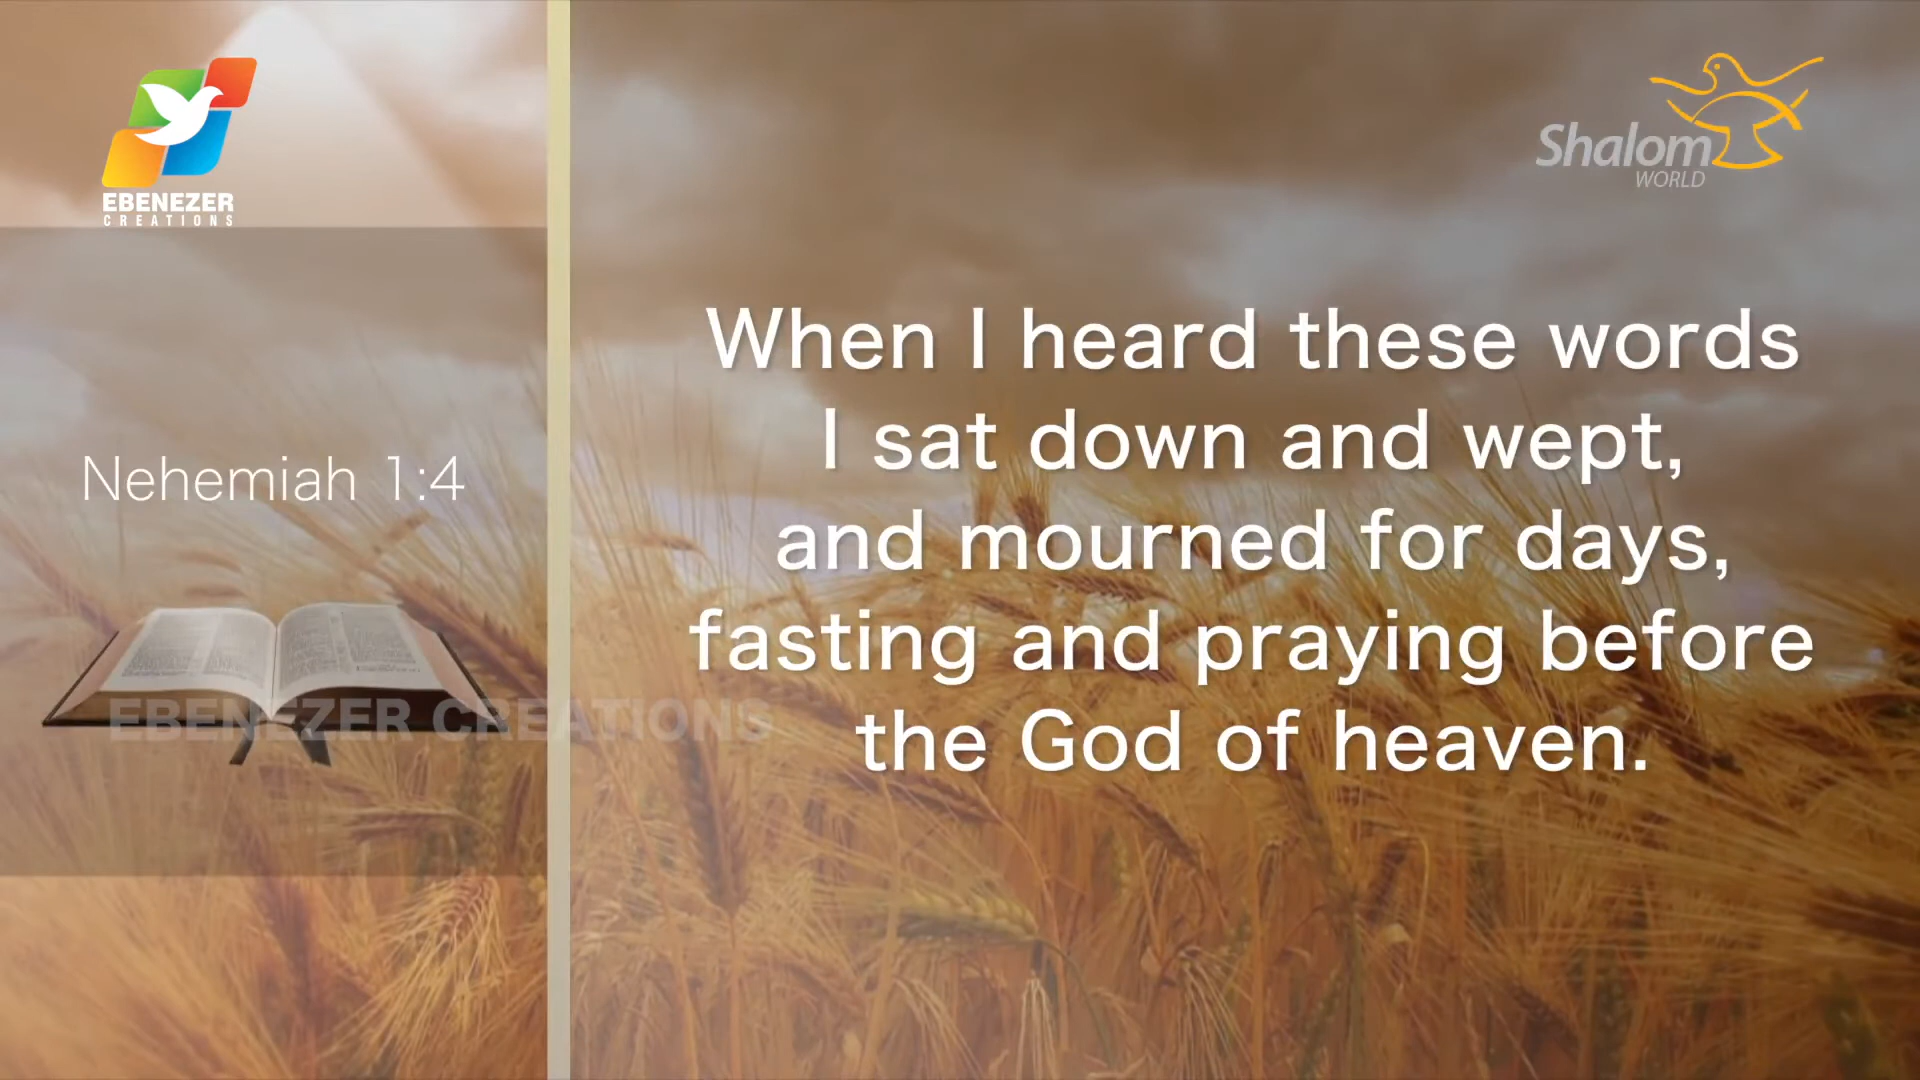 EBENEZER
CREATIONS
Shalom
WORLD
Nehemiah 1:4
When I heard these words
I sat down and wept,
and mourned for days,
fasting and praying before
the God of heaven.
EBENEZER CREATIONS